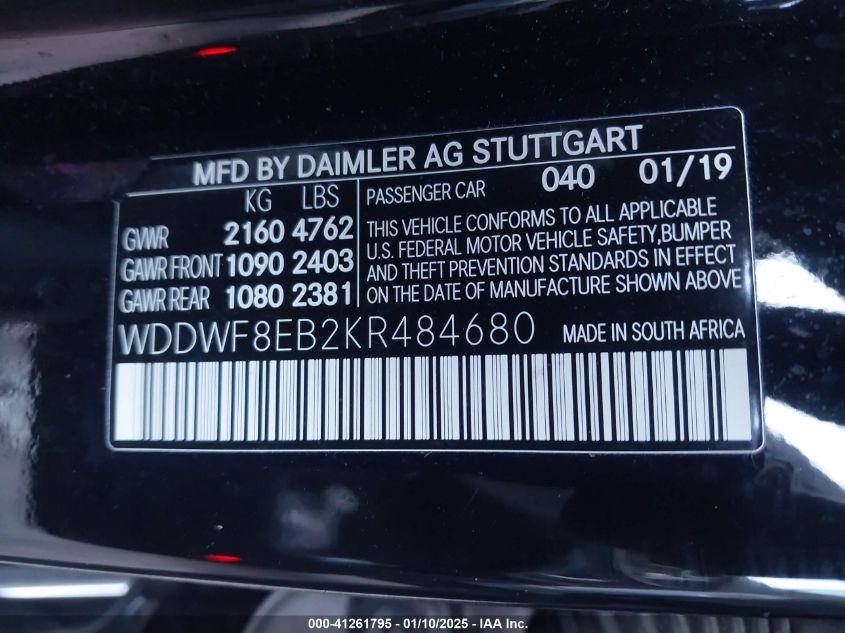 MFD BY DAIMLER AG STUTTGART
KG LBS
GVWR 2160 4762
GAWR FRONT 1090 2403
GAWR REAR 1080 2381
PASSENGER CAR 040 01/19
THIS VEHICLE CONFORMS TO ALL APPLICABLE
U.S. FEDERAL MOTOR VEHICLE SAFETY,BUMPER
AND THEFT PREVENTION STANDARDS IN EFFECT
ON THE DATE OF MANUFACTURE SHOWN ABOVE
WDDWF8EB2KR484680 MADE IN SOUTH AFRICA
000-41261795 — 01/10/2025 - IAA Inc.